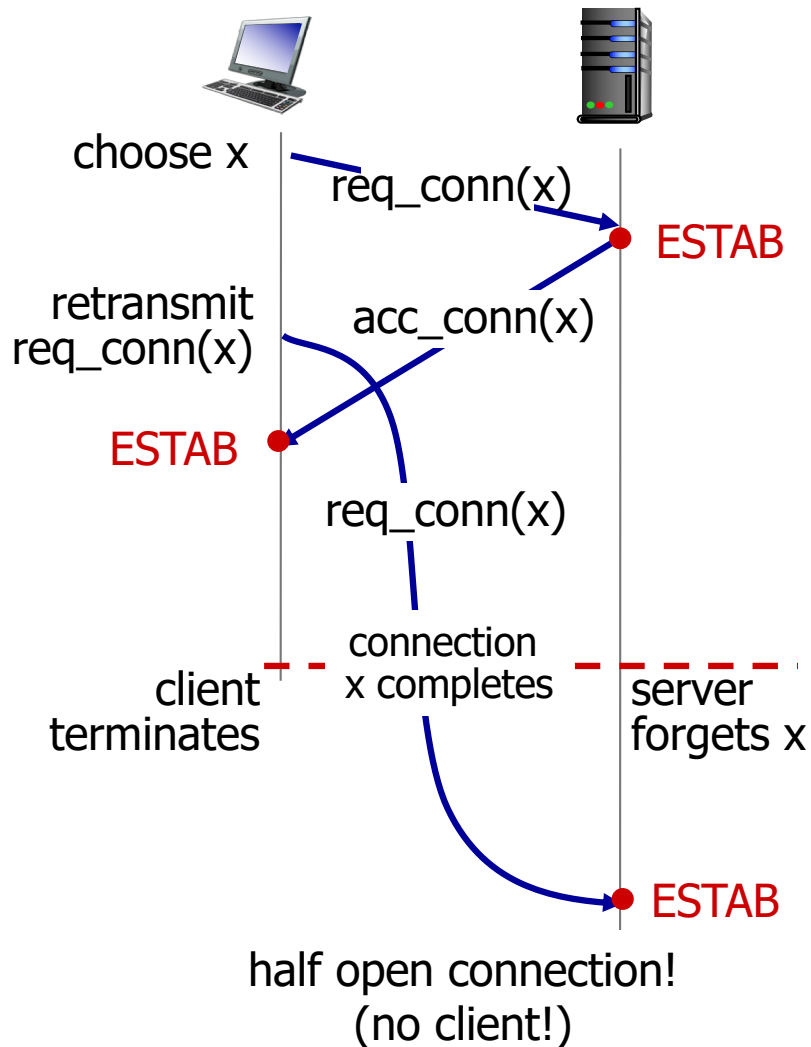 choose x
req_conn(x)
ESTAB
retransmit
req_conn(x)
acc_conn(x)
ESTAB
req_conn(x)
connection
x completes
client
terminates
server
forgets x
ESTAB
half open connection!
(no client!)